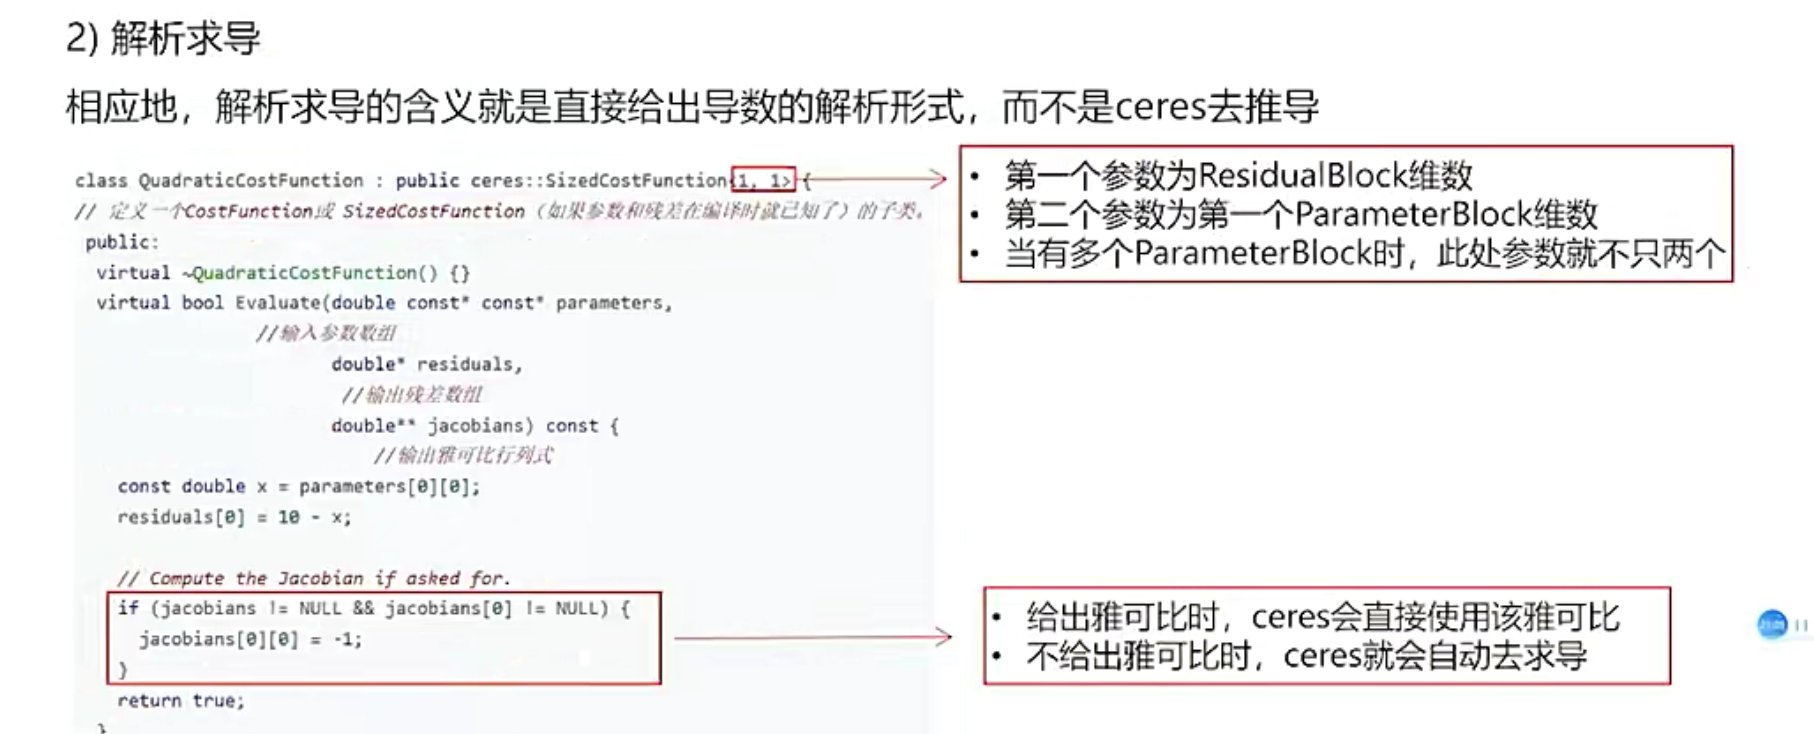 2) 解析求导
相应地，解析求导的含义就是直接给出导数的解析形式，而不是ceres去推导
class QuadraticCostFunction : public ceres::SizedCostFunction<1, 1> {
// 定义一个CostFunction或 SizedCostFunction（如果参数和残差在编译时就已知了）的子类。
public:
virtual ~QuadraticCostFunction() {}
virtual bool Evaluate(double const* const* parameters,
//输入参数数组
double* residuals,
//输出残差数组
double** jacobians) const {
//输出雅可比行列式
const double x = parameters[0][0];
residuals[0] = 10 - x;
// Compute the Jacobian if asked for.
if (jacobians != NULL && jacobians[0] != NULL) {
jacobians[0][0] = -1;
}
return true;
}
• 第一个参数为ResidualBlock维数
• 第二个参数为第一个ParameterBlock维数
• 当有多个ParameterBlock时，此处参数就不只两个
• 给出雅可比时，ceres会直接使用该雅可比
• 不给出雅可比时，ceres就会自动去求导